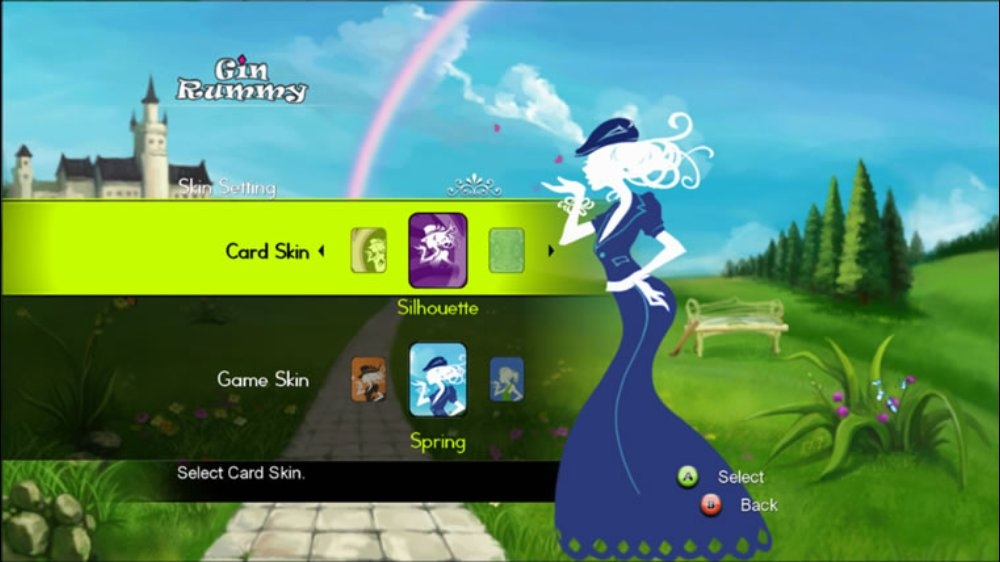 Gin
Rummy
Skin Setting
Card Skin
Silhouette
Game Skin
Spring
Select Card Skin.
A Select
B Back